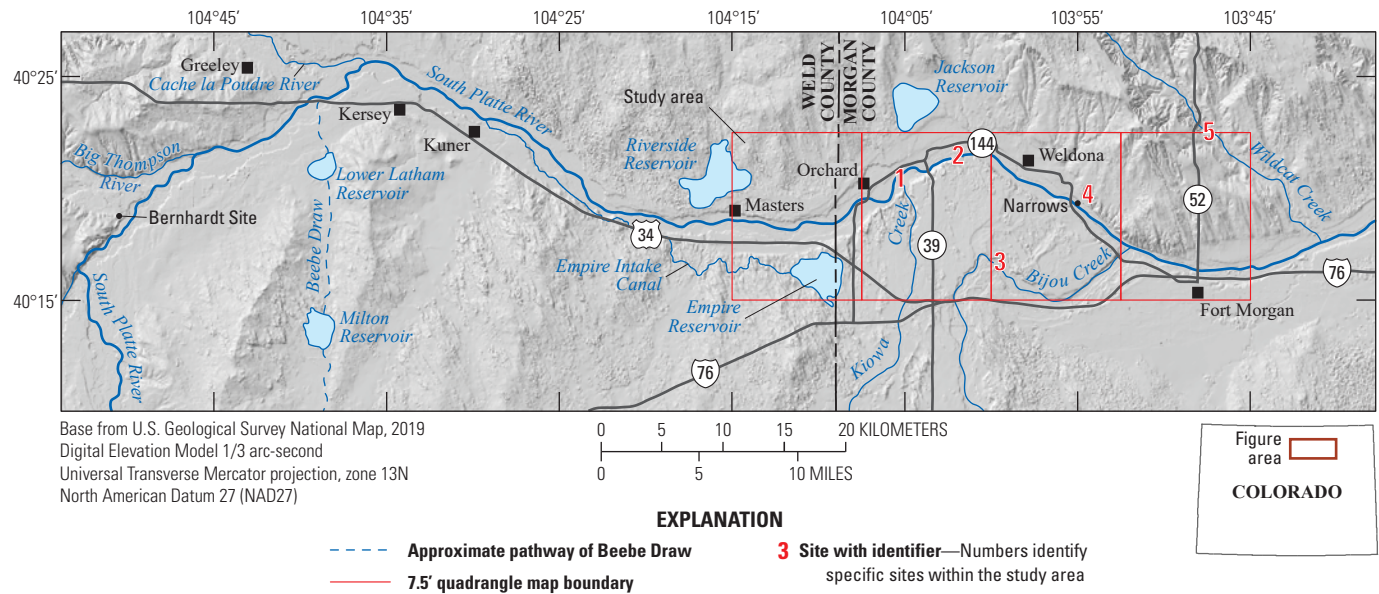 104°45′ 104°35′ 104°25′ 104°15′ 104°05′ 103°55′ 103°45′
40°25′
40°15′
Greeley
Cache la Poudre River
South Platte River
Kersey
Kuner
Big Thompson
River
Lower Latham
Reservoir
Bernhardt Site
Beebe Draw
Milton
Reservoir
South Platte River
Study area
Riverside
Reservoir
Masters
34
Empire Intake
Canal
Empire
Reservoir
76
WELD
COUNTY
MORGAN
COUNTY
Jackson
Reservoir
Orchard
1
2
144
Weldona
Narrows
4
5
Wildcat Creek
52
Kiowa
Creek
39
3
Bijou Creek
76
Fort Morgan
Base from U.S. Geological Survey National Map, 2019
Digital Elevation Model 1/3 arc-second
Universal Transverse Mercator projection, zone 13N
North American Datum 27 (NAD27)
0 5 10 15 20 KILOMETERS
0 5 10 MILES
Figure
area
COLORADO
EXPLANATION
Approximate pathway of Beebe Draw
7.5′ quadrangle map boundary
3 Site with identifier—Numbers identify
specific sites within the study area